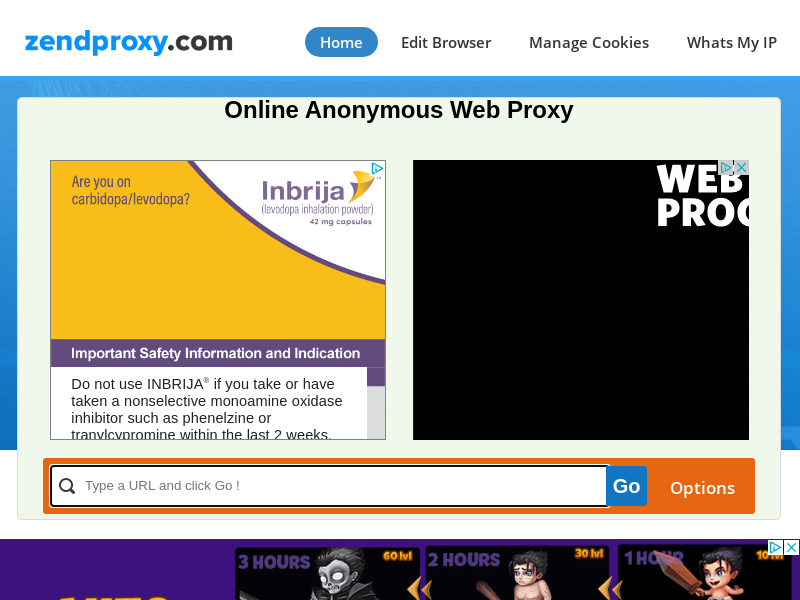 zendproxy.com
Home
Edit Browser
Manage Cookies
Whats My IP
Online Anonymous Web Proxy
Are you on
carbidopa/levodopa?
Inbrija™
(levodopa inhalation powder)
42 mg capsules
Important Safety Information and Indication
Do not use INBRIJA® if you take or have
taken a nonselective monoamine oxidase
inhibitor such as phenelzine or
tranylcypromine within the last 2 weeks.
WEB
Type a URL and click Go !
Go
Options
3 HOURS
60 lvl
2 HOURS
30 lvl
1 HOUR